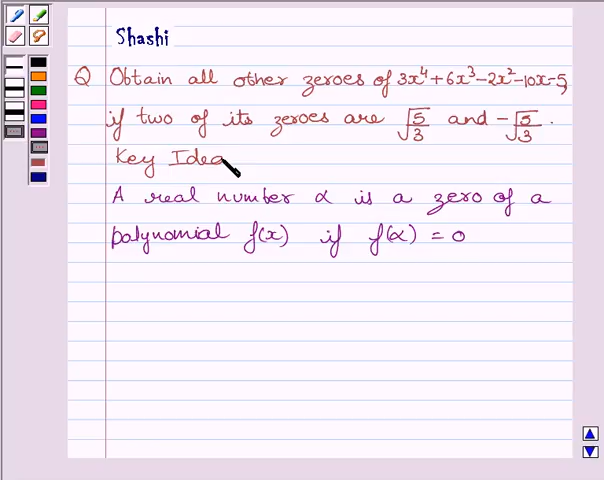 Shashi
Q Obtain all other zeroes of 3x⁴+6x³-2x²-10x-5,
if two of its zeroes are √5/3 and -√5/3 .
Key Idea
A real number α is a zero of a
polynomial f(x) if f(α) = 0